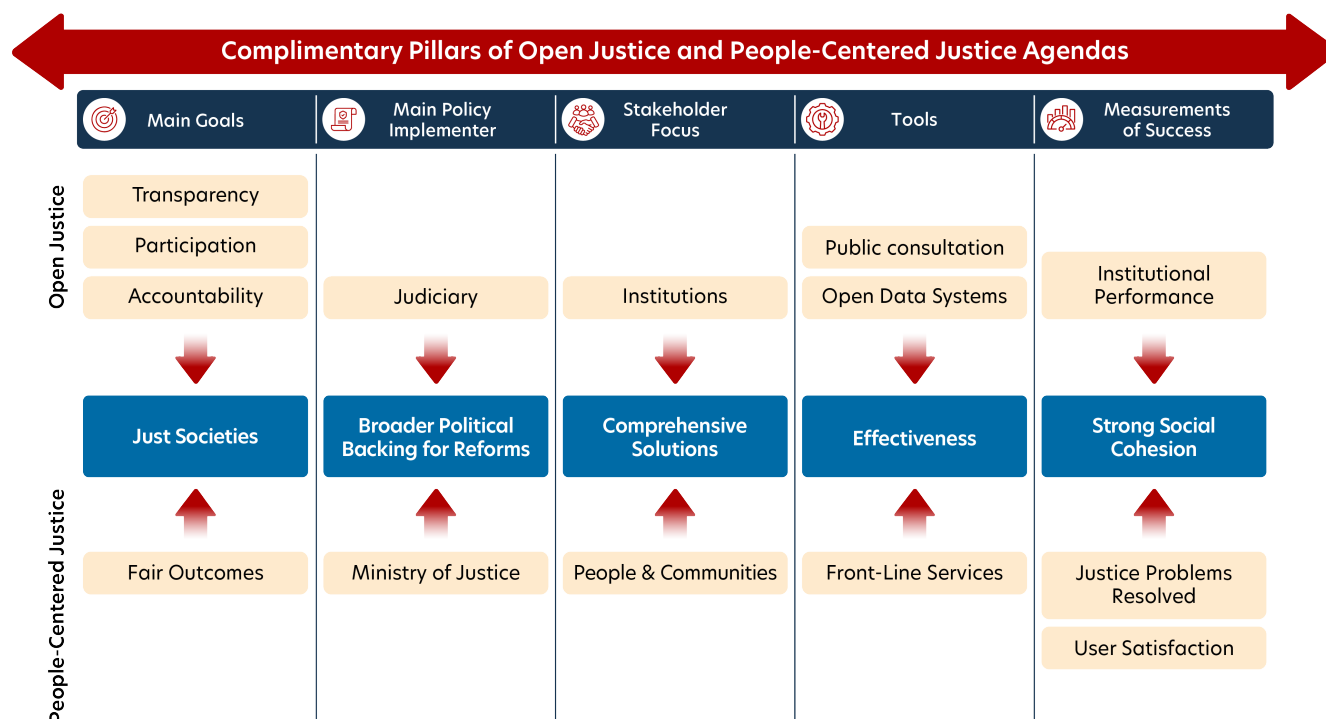 Complimentary Pillars of Open Justice and People-Centered Justice Agendas
Main Goals
Main Policy
Implementer
Stakeholder
Focus
Tools
Measurements
of Success
Open Justice
Transparency
Participation
Accountability
Judiciary
Institutions
Public consultation
Open Data Systems
Institutional
Performance
Just Societies
Broader Political
Backing for Reforms
Comprehensive
Solutions
Effectiveness
Strong Social
Cohesion
People-Centered Justice
Fair Outcomes
Ministry of Justice
People & Communities
Front-Line Services
Justice Problems
Resolved
User Satisfaction